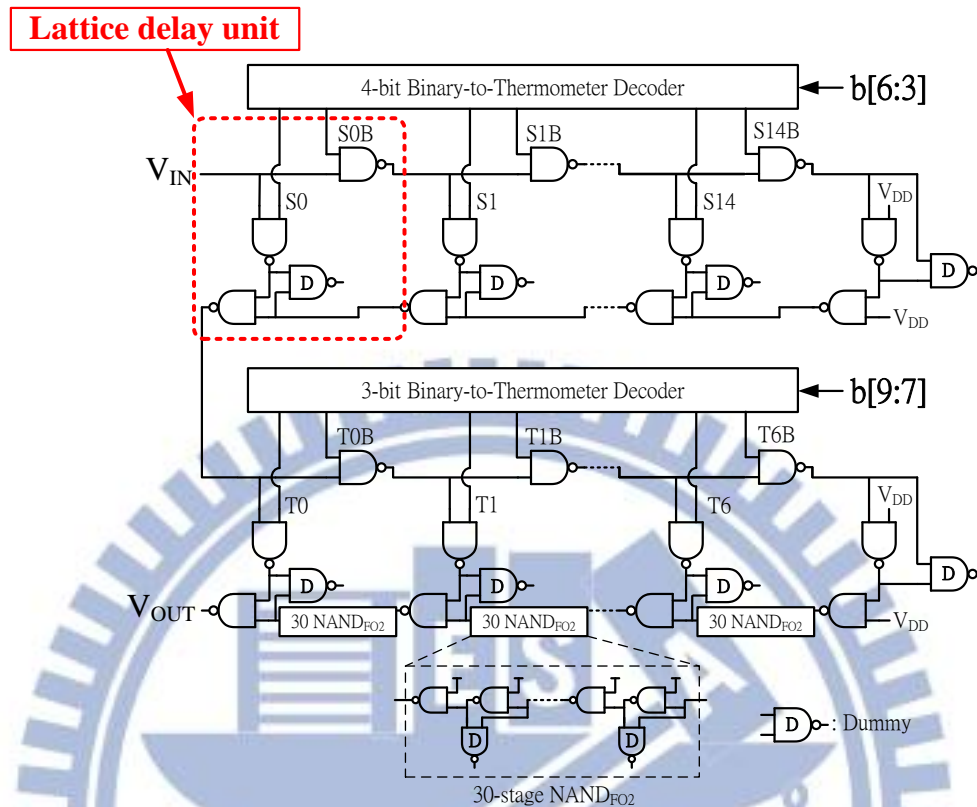 Lattice delay unit
4-bit Binary-to-Thermometer Decoder
b[6:3]
S0B
S1B
S14B
VIN
S0
S1
S14
VDD
D
D
D
D
VDD
3-bit Binary-to-Thermometer Decoder
b[9:7]
T0B
T1B
T6B
T0
T1
T6
VDD
D
D
D
D
VOUT
30 NANDFO2
30 NANDFO2
30 NANDFO2
VDD
D
D
D : Dummy
30-stage NANDFO2